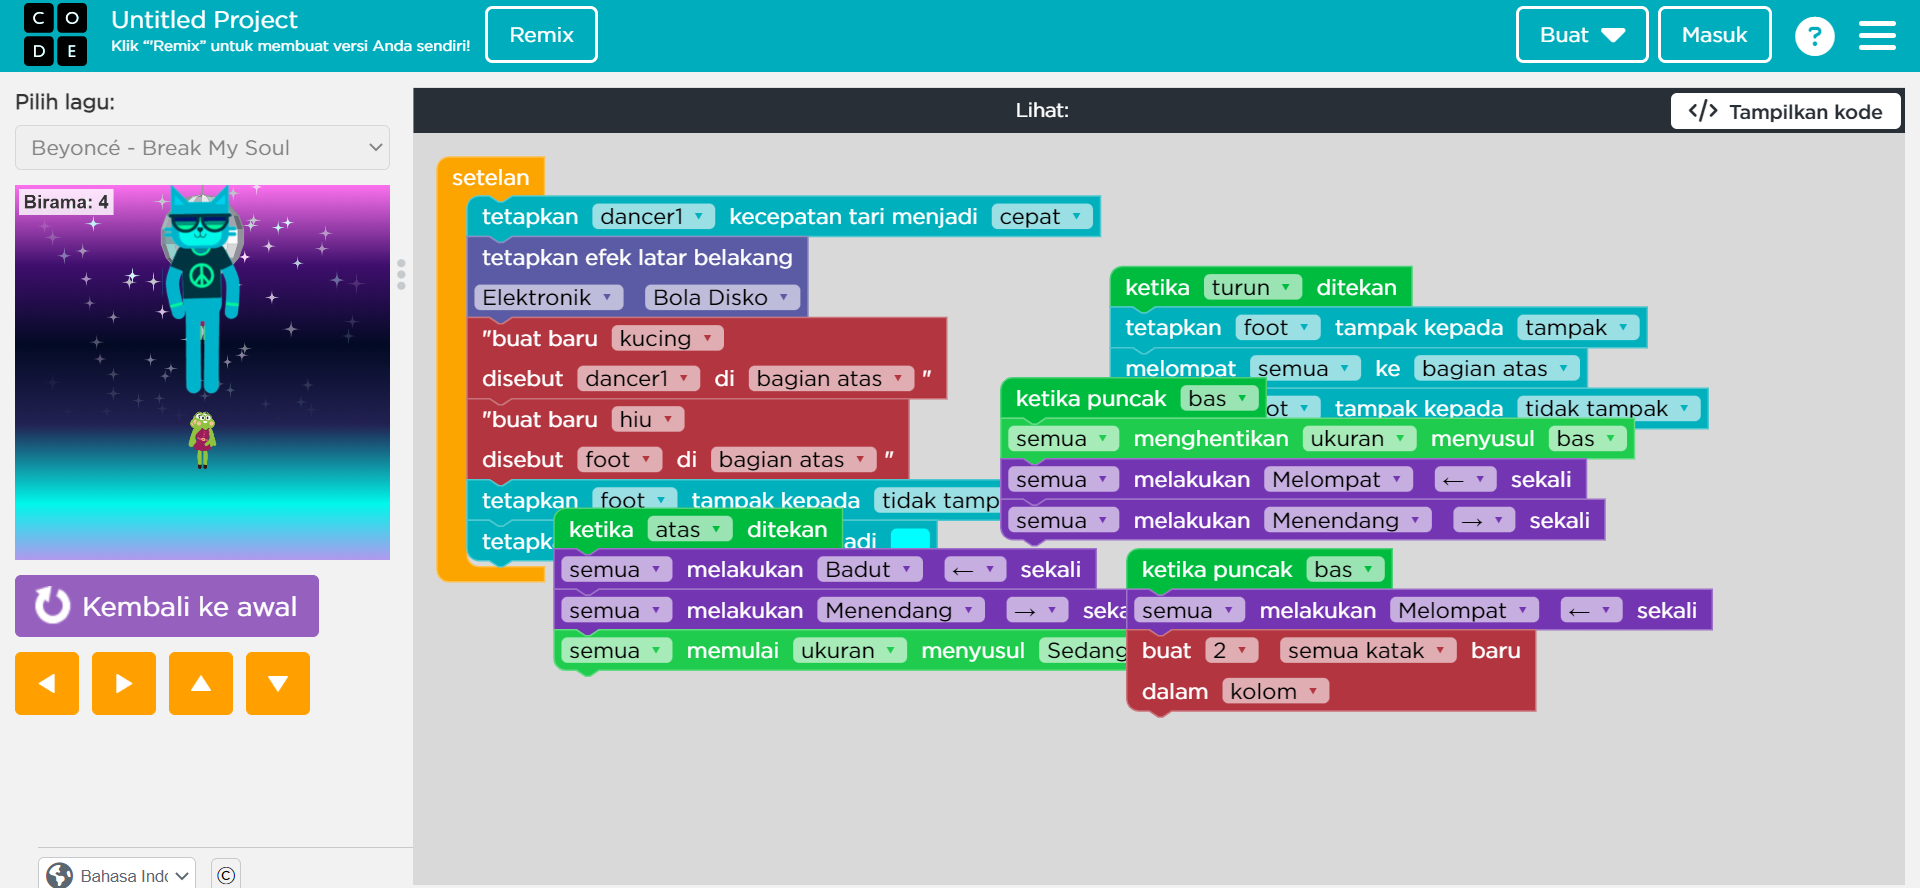 CODE
Untitled Project
Klik “'Remix” untuk membuat versi Anda sendiri!
Remix
Buat
Masuk
?
Pilih lagu:
Beyoncé - Break My Soul
Birama: 4
Kembali ke awal
Bahasa Ind
©
Lihat:
</> Tampilkan kode
setelan
tetapkan dancer1 kecepatan tari menjadi cepat
tetapkan efek latar belakang
Elektronik Bola Disko
"buat baru kucing
disebut dancer1 di bagian atas "
"buat baru hiu
disebut foot di bagian atas "
tetapkan foot tampak kepada tidak tamp
tetapk adi
ketika atas ditekan
semua melakukan Badut ← sekali
semua melakukan Menendang → seka
semua memulai ukuran menyusul Sedang
ketika turun ditekan
tetapkan foot tampak kepada tampak
melompat semua ke bagian atas
ot tampak kepada tidak tampak
ketika puncak bas
semua menghentikan ukuran menyusul bas
semua melakukan Melompat ← sekali
semua melakukan Menendang → sekali
ketika puncak bas
semua melakukan Melompat ← sekali
buat 2 semua katak baru
dalam kolom